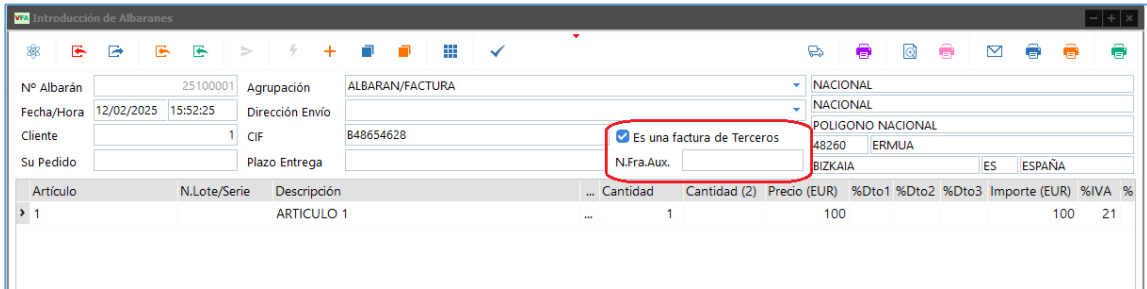 VFA Introducción de Albaranes
Nº Albarán 25100001 Agrupación ALBARAN/FACTURA NACIONAL
Fecha/Hora 12/02/2025 15:52:25 Dirección Envío NACIONAL
Cliente 1 CIF B48654628 Es una factura de Terceros POLIGONO NACIONAL
48260 ERMUA
Su Pedido Plazo Entrega N.Fra.Aux. BIZKAIA ES ESPAÑA
Artículo N.Lote/Serie Descripción ... Cantidad Cantidad (2) Precio (EUR) %Dto1 %Dto2 %Dto3 Importe (EUR) %IVA %
1 ARTICULO 1 ... 1 100 100 21